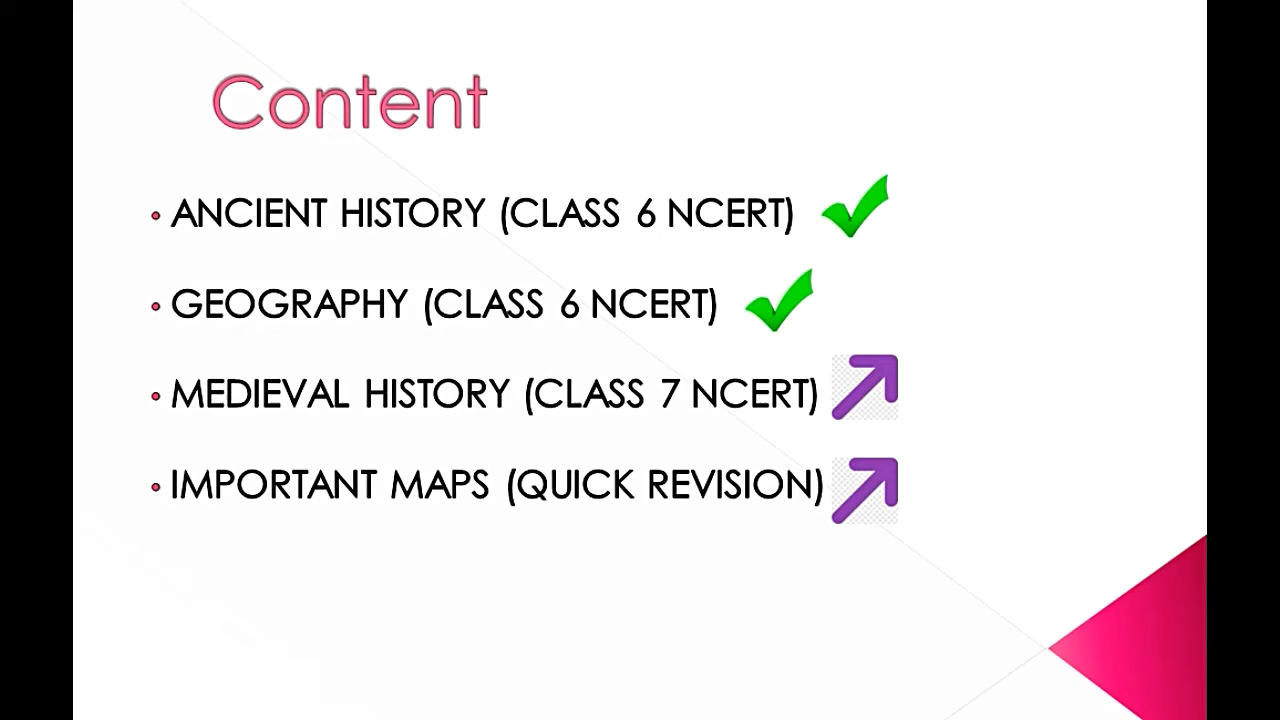 Content
• ANCIENT HISTORY (CLASS 6 NCERT)
• GEOGRAPHY (CLASS 6 NCERT)
• MEDIEVAL HISTORY (CLASS 7 NCERT)
• IMPORTANT MAPS (QUICK REVISION)